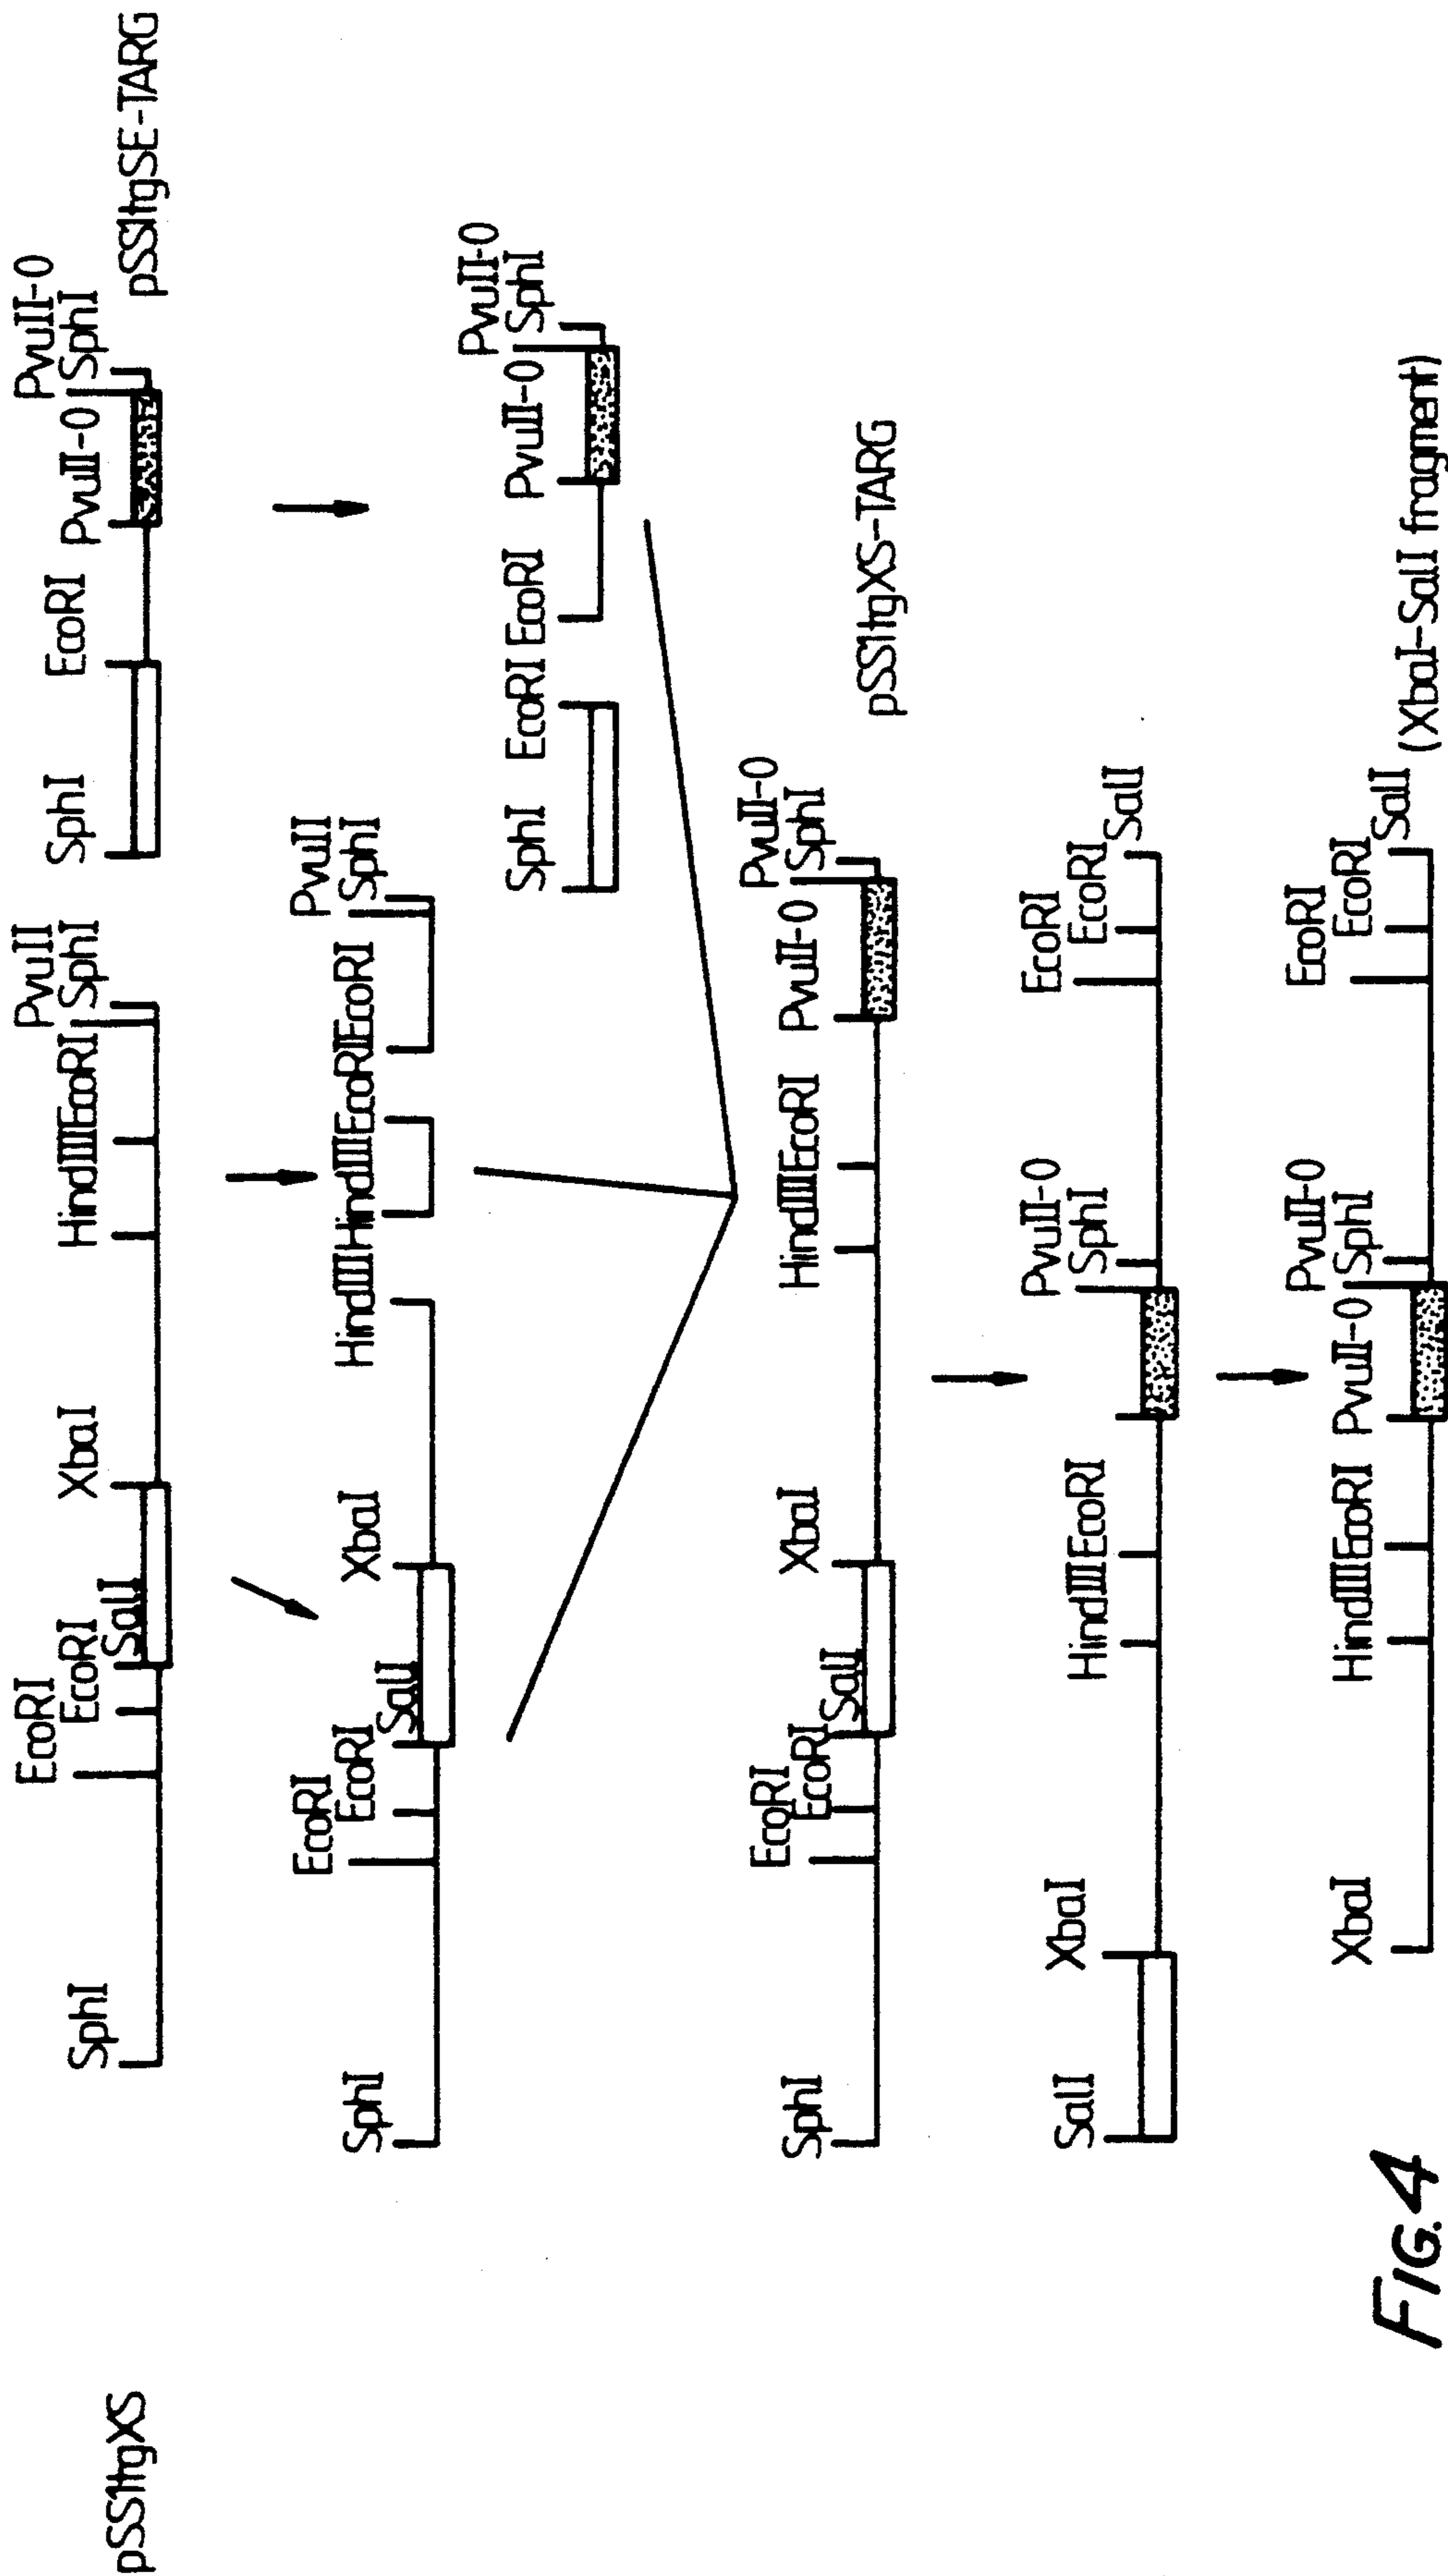 pSS1tgXS
SphI
EcoRI
EcoRI
SalI
XbaI
HindIII
EcoRI
PvuII
SphI
SphI
EcoRI
PvuII-0
PvuII-0
SphI
pSS1tgSE-TARG
SphI
EcoRI
EcoRI
SalI
XbaI
HindIII
HindIII
EcoRI
EcoRI
PvuII
SphI
SphI
EcoRI
EcoRI
PvuII-0
PvuII-0
SphI
SphI
EcoRI
EcoRI
SalI
XbaI
HindIII
EcoRI
PvuII-0
PvuII-0
SphI
pSS1tgXS-TARG
SalI
XbaI
HindIII
EcoRI
PvuII-0
SphI
EcoRI
EcoRI
SalI
XbaI
HindIII
EcoRI
PvuII-0
PvuII-0
SphI
EcoRI
EcoRI
SalI
(XbaI-SalI fragment)
FIG.4